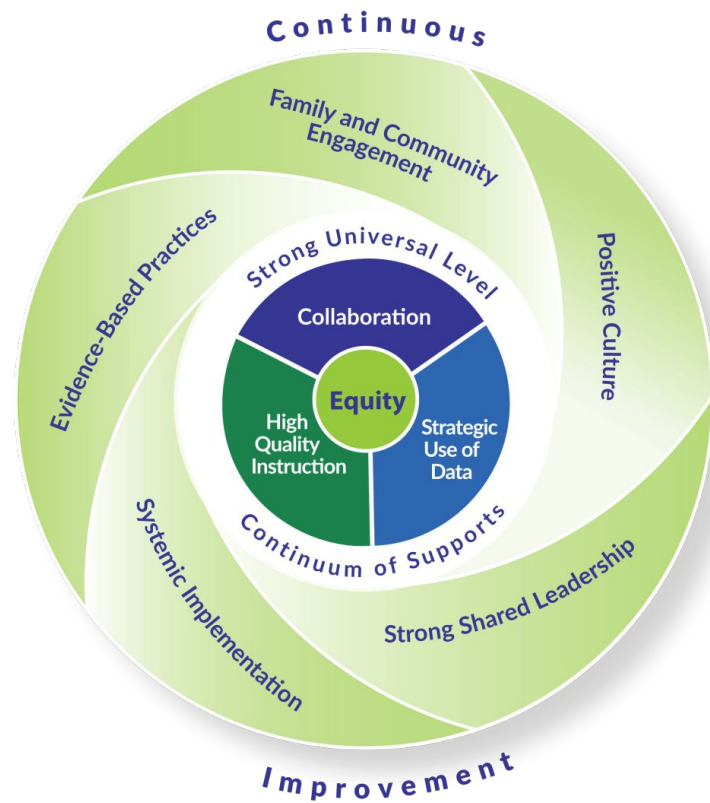 Continuous
Family and Community
Engagement
Positive Culture
Evidence-Based Practices
Strong Universal Level
Collaboration
Equity
High
Quality
Instruction
Strategic
Use of
Data
Continuum of Supports
Systemic Implementation
Strong Shared Leadership
Improvement